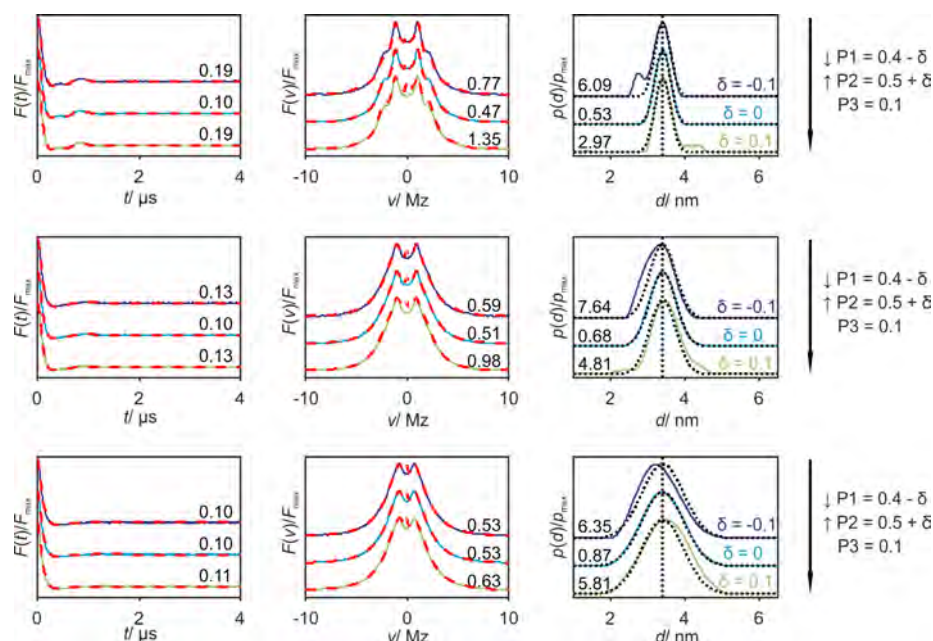 F(t)/Fmax
0.19
0.10
0.19
0 2 4
t/ μs
F(v)/Fmax
0.77
0.47
1.35
-10 0 10
v/ Mz
p(d)/pmax
6.09 δ = -0.1
0.53 δ = 0
2.97 δ = 0.1
2 4 6
d/ nm
↓ P1 = 0.4 - δ
↑ P2 = 0.5 + δ
P3 = 0.1
F(t)/Fmax
0.13
0.10
0.13
0 2 4
t/ μs
F(v)/Fmax
0.59
0.51
0.98
-10 0 10
v/ Mz
p(d)/pmax
7.64 δ = -0.1
0.68 δ = 0
4.81 δ = 0.1
2 4 6
d/ nm
↓ P1 = 0.4 - δ
↑ P2 = 0.5 + δ
P3 = 0.1
F(t)/Fmax
0.10
0.10
0.11
0 2 4
t/ μs
F(v)/Fmax
0.53
0.53
0.63
-10 0 10
v/ Mz
p(d)/pmax
6.35 δ = -0.1
0.87 δ = 0
5.81 δ = 0.1
2 4 6
d/ nm
↓ P1 = 0.4 - δ
↑ P2 = 0.5 + δ
P3 = 0.1